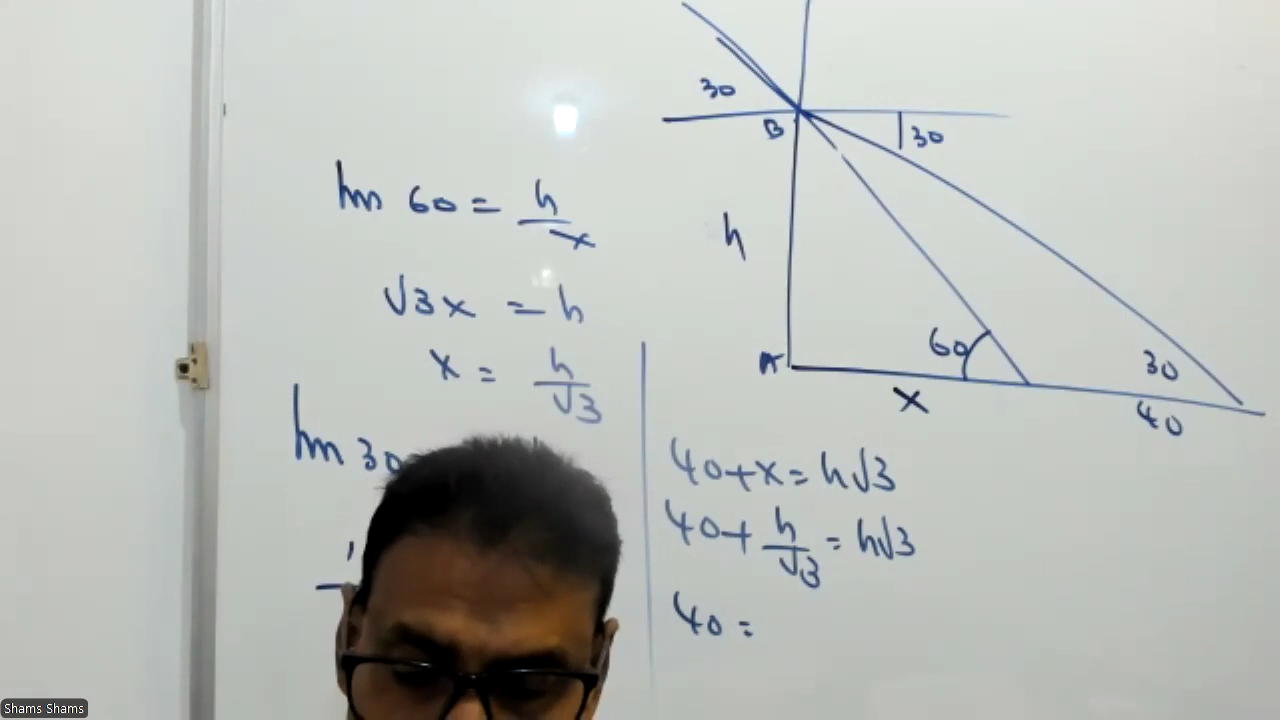 30
B
30
h
60
30
A
x
40
tan 60 = h/x
√3x = h
x = h/√3
tan 30
1
40+x = h√3
40+h/√3 = h√3
40 =
Shams Shams